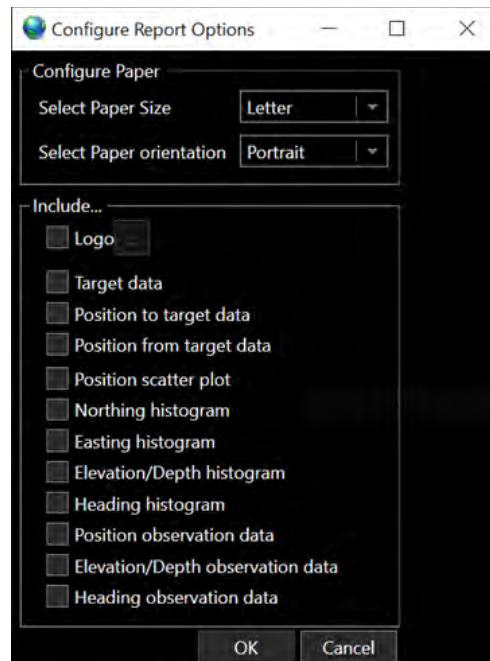 Configure Report Options
Configure Paper
Select Paper Size Letter
Select Paper orientation Portrait
Include...
Logo
Target data
Position to target data
Position from target data
Position scatter plot
Northing histogram
Easting histogram
Elevation/Depth histogram
Heading histogram
Position observation data
Elevation/Depth observation data
Heading observation data
OK Cancel